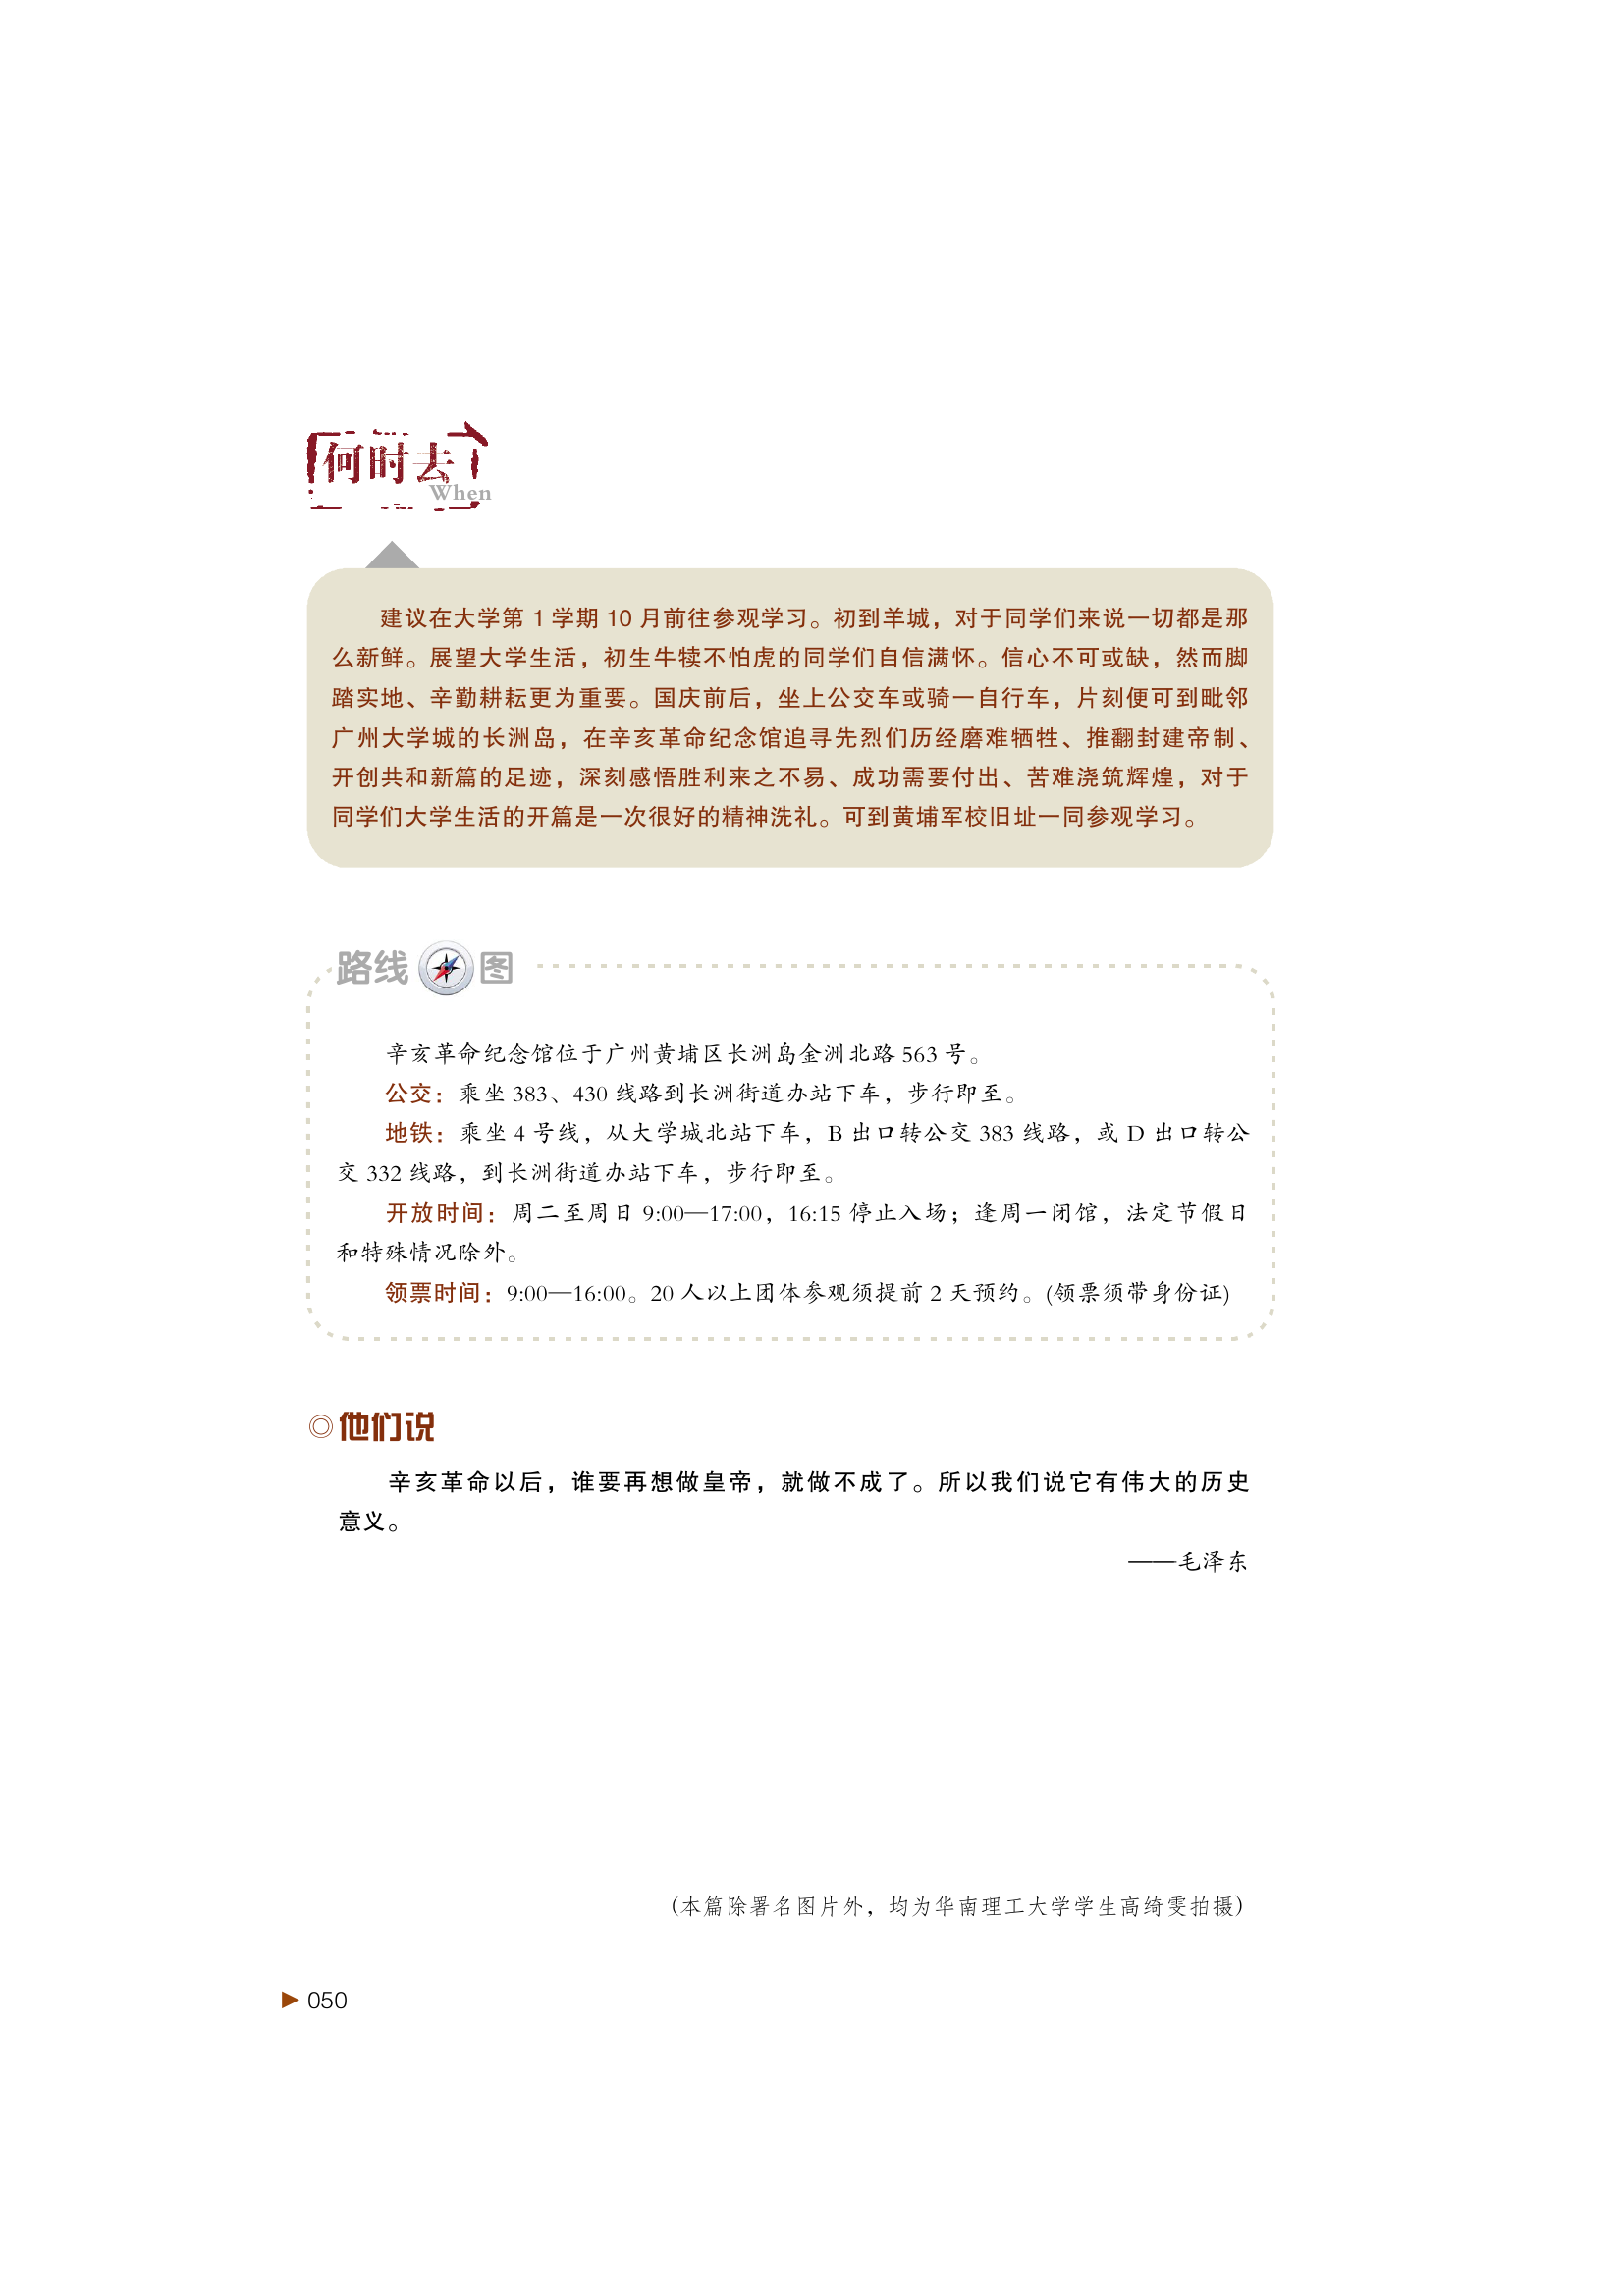 何时去
When
建议在大学第 1 学期 10 月前往参观学习。初到羊城，对于同学们来说一切都是那
么新鲜。展望大学生活，初生牛犊不怕虎的同学们自信满怀。信心不可或缺，然而脚
踏实地、辛勤耕耘更为重要。国庆前后，坐上公交车或骑一自行车，片刻便可到毗邻
广州大学城的长洲岛，在辛亥革命纪念馆追寻先烈们历经磨难牺牲、推翻封建帝制、
开创共和新篇的足迹，深刻感悟胜利来之不易、成功需要付出、苦难浇筑辉煌，对于
同学们大学生活的开篇是一次很好的精神洗礼。可到黄埔军校旧址一同参观学习。
路线图
辛亥革命纪念馆位于广州黄埔区长洲岛金洲北路 563 号。
公交：乘坐 383、430 线路到长洲街道办站下车，步行即至。
地铁：乘坐 4 号线，从大学城北站下车，B 出口转公交 383 线路，或 D 出口转公
交 332 线路，到长洲街道办站下车，步行即至。
开放时间：周二至周日 9:00—17:00，16:15 停止入场；逢周一闭馆，法定节假日
和特殊情况除外。
领票时间：9:00—16:00。20 人以上团体参观须提前 2 天预约。(领票须带身份证)
◎他们说
辛亥革命以后，谁要再想做皇帝，就做不成了。所以我们说它有伟大的历史
意义。
——毛泽东
(本篇除署名图片外，均为华南理工大学学生高绮雯拍摄)
050